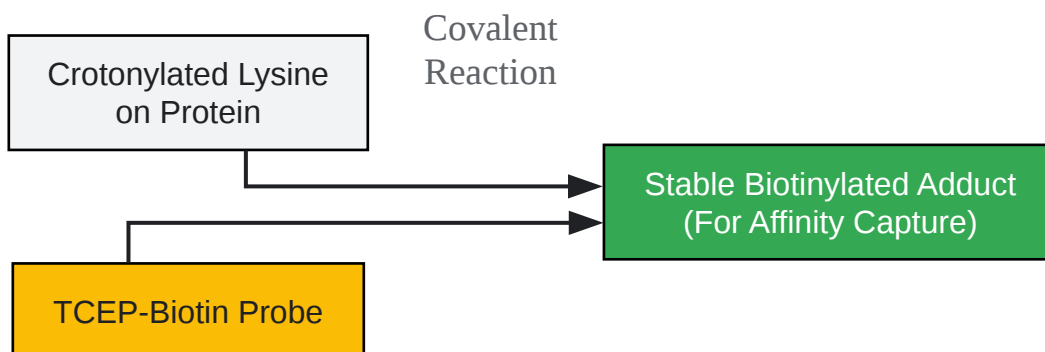 Covalent
Reaction
Crotonylated Lysine
on Protein
Stable Biotinylated Adduct
(For Affinity Capture)
TCEP-Biotin Probe